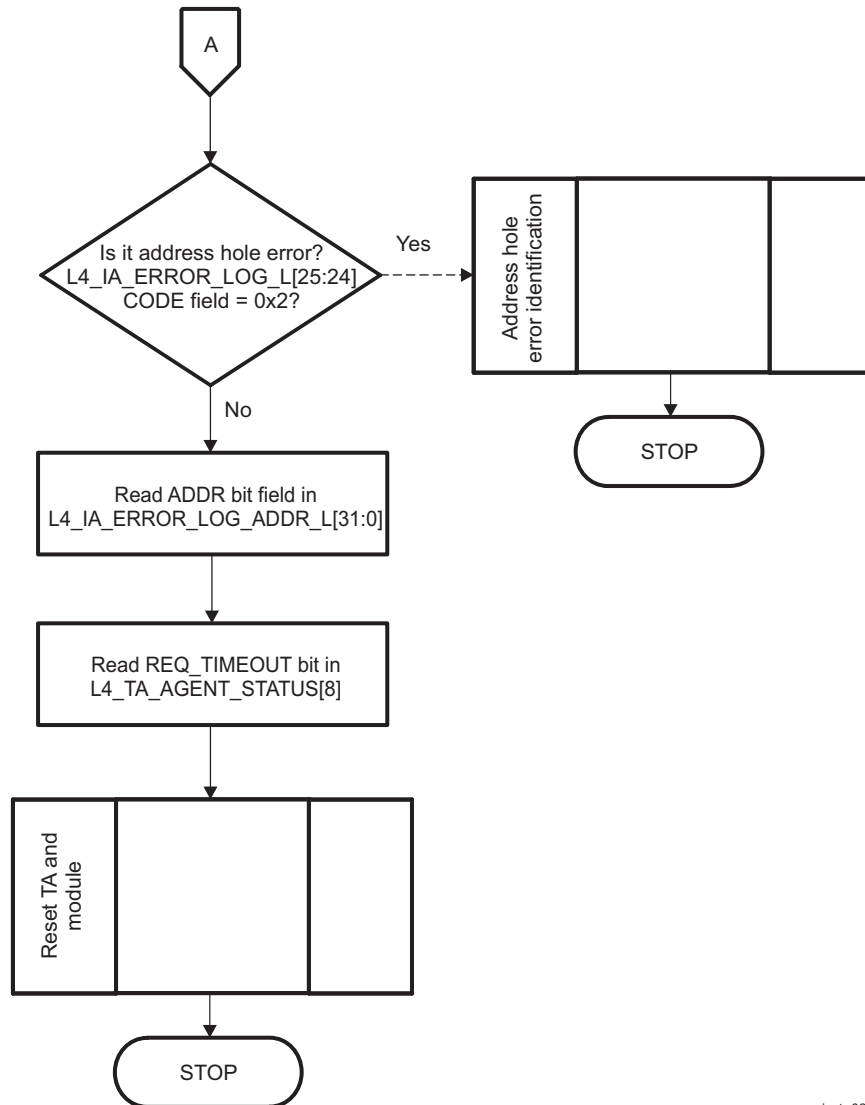 A
Is it address hole error?
L4_IA_ERROR_LOG_L[25:24]
CODE field = 0x2?
Yes
Address hole
error identification
No
STOP
Read ADDR bit field in
L4_IA_ERROR_LOG_ADDR_L[31:0]
Read REQ_TIMEOUT bit in
L4_TA_AGENT_STATUS[8]
Reset TA and
module
STOP